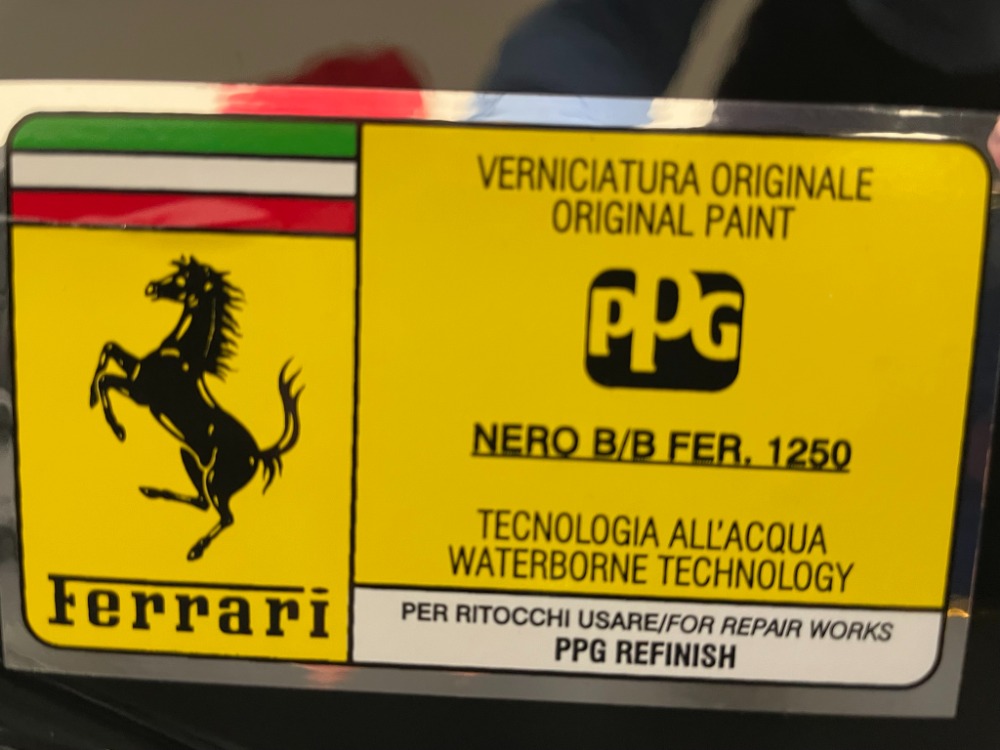 Ferrari
VERNICIATURA ORIGINALE
ORIGINAL PAINT
PPG
NERO B/B FER. 1250
TECNOLOGIA ALL'ACQUA
WATERBORNE TECHNOLOGY
PER RITOCCHI USARE/FOR REPAIR WORKS
PPG REFINISH